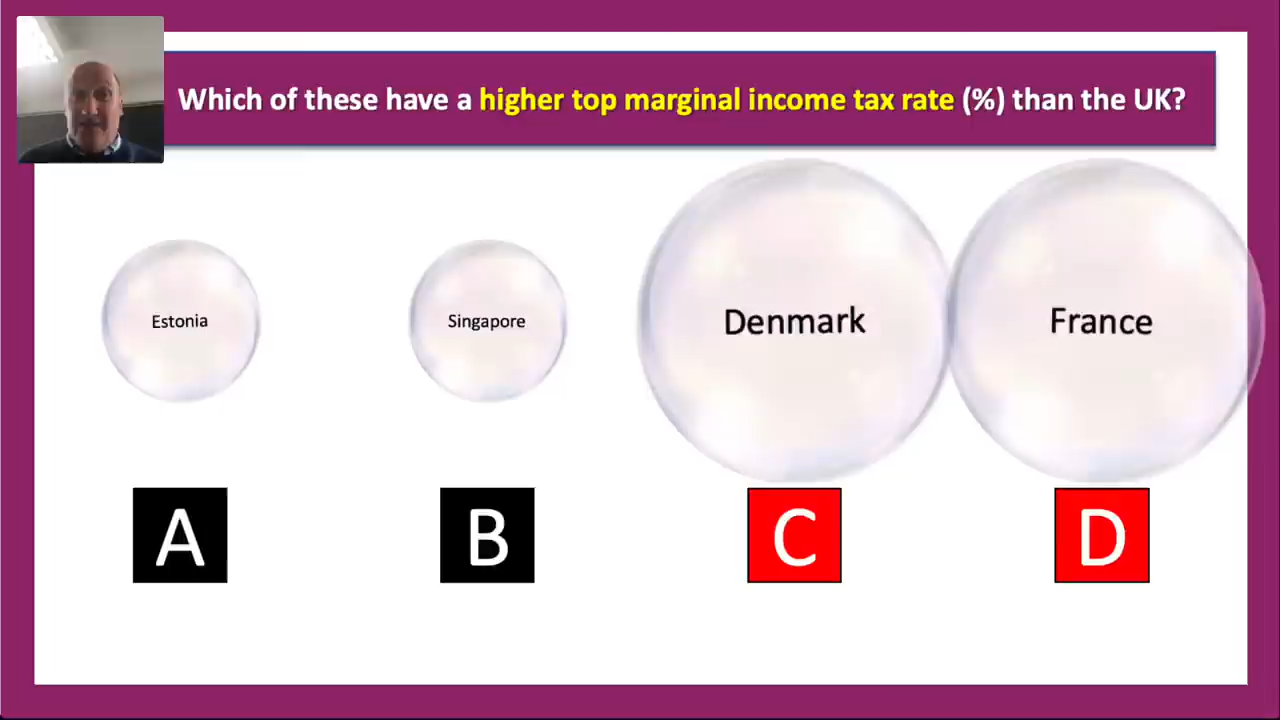 Which of these have a higher top marginal income tax rate (%) than the UK?
Estonia
Singapore
Denmark
France
A
B
C
D